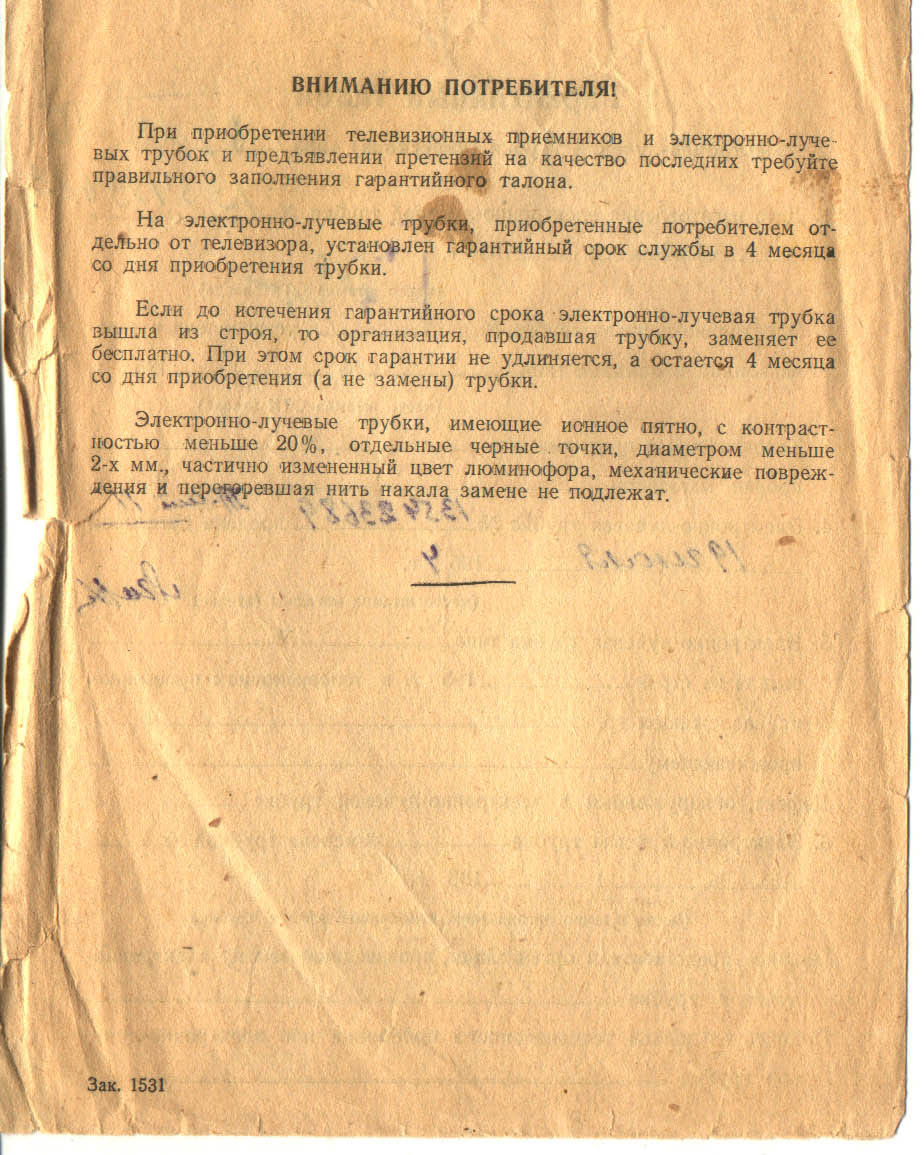 ВНИМАНИЮ ПОТРЕБИТЕЛЯ!
При приобретении телевизионных приемников и электронно-луче-
вых трубок и предъявлении претензий на качество последних требуйте
правильного заполнения гарантийного талона.
На электронно-лучевые трубки, приобретенные потребителем от-
дельно от телевизора, установлен гарантийный срок службы в 4 месяца
со дня приобретения трубки.
Если до истечения гарантийного срока электронно-лучевая трубка
вышла из строя, то организация, продавшая трубку, заменяет ее
бесплатно. При этом срок гарантии не удлиняется, а остается 4 месяца
со дня приобретения (а не замены) трубки.
Электронно-лучевые трубки, имеющие ионное пятно, с контраст-
ностью меньше 20%, отдельные черные точки, диаметром меньше
2-х мм., частично измененный цвет люминофора, механические повреж-
дения и перегоревшая нить накала замене не подлежат.
Зак. 1531